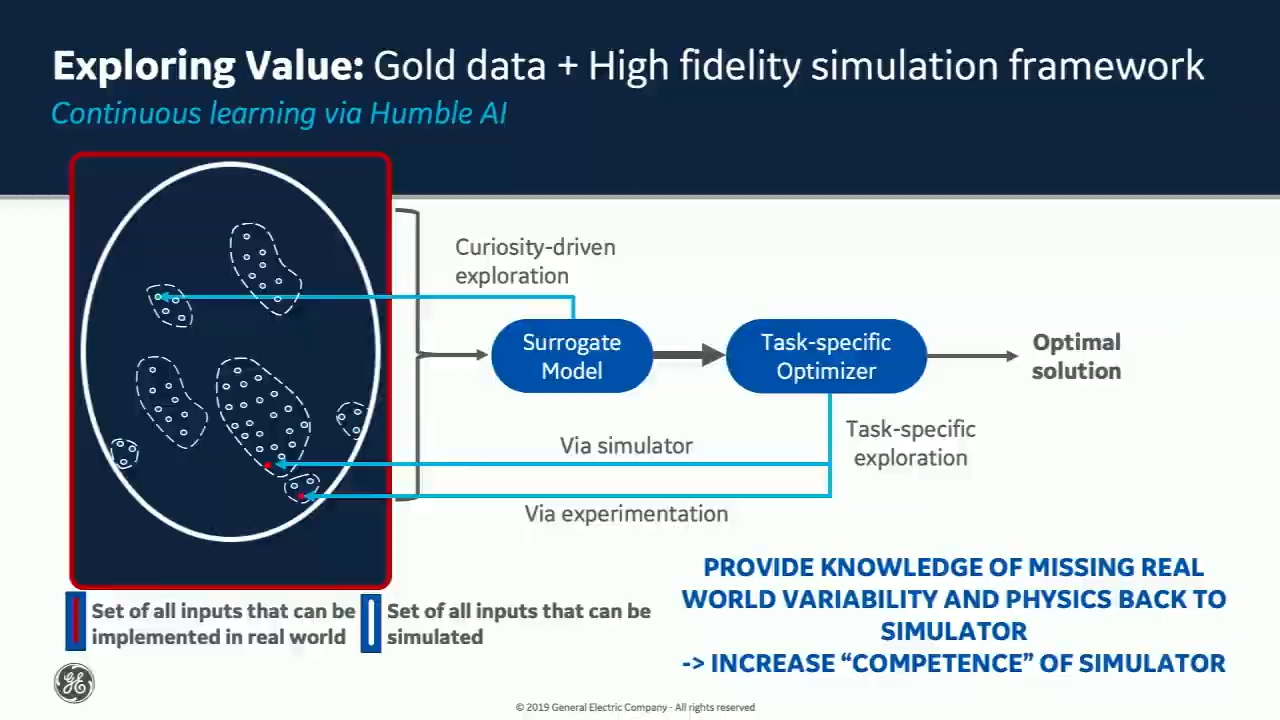 Exploring Value: Gold data + High fidelity simulation framework
Continuous learning via Humble AI
Curiosity-driven
exploration
Surrogate
Model
Task-specific
Optimizer
Optimal
solution
Task-specific
exploration
Via simulator
Via experimentation
PROVIDE KNOWLEDGE OF MISSING REAL
WORLD VARIABILITY AND PHYSICS BACK TO
SIMULATOR
-> INCREASE “COMPETENCE” OF SIMULATOR
Set of all inputs that can be
implemented in real world
Set of all inputs that can be
simulated
GE
© 2019 General Electric Company - All rights reserved